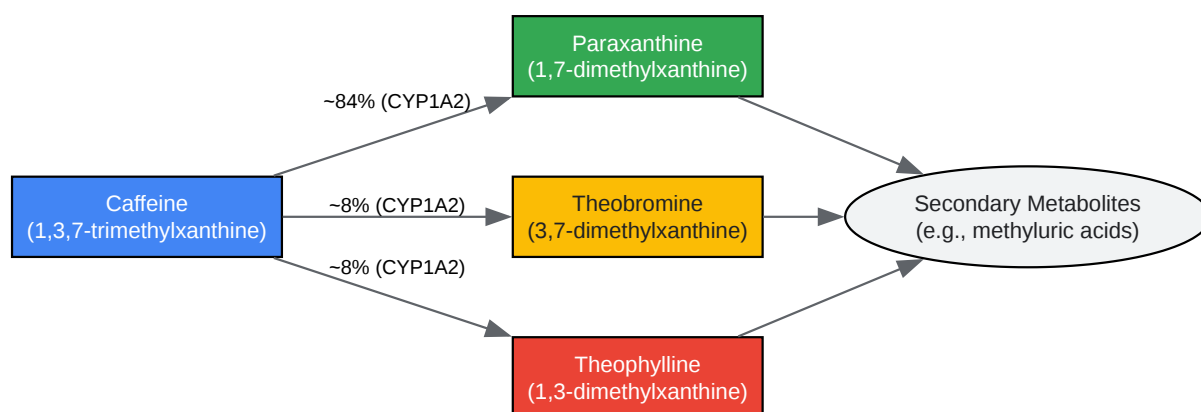 Paraxanthine
(1,7-dimethylxanthine)
~84% (CYP1A2)
Caffeine
(1,3,7-trimethylxanthine)
~8% (CYP1A2)
Theobromine
(3,7-dimethylxanthine)
Secondary Metabolites
(e.g., methyluric acids)
~8% (CYP1A2)
Theophylline
(1,3-dimethylxanthine)